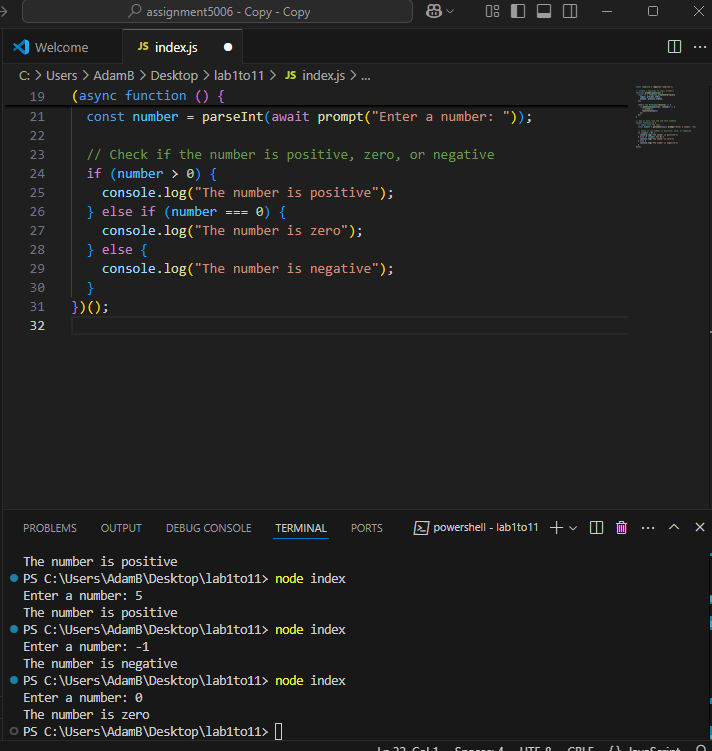 assignment5006 - Copy - Copy
Welcome
JS index.js
C: > Users > AdamB > Desktop > lab1to11 > JS index.js > ...
19 (async function () {
21 const number = parseInt(await prompt("Enter a number: "));
22
23 // Check if the number is positive, zero, or negative
24 if (number > 0) {
25 console.log("The number is positive");
26 } else if (number === 0) {
27 console.log("The number is zero");
28 } else {
29 console.log("The number is negative");
30 }
31 })();
32
PROBLEMS OUTPUT DEBUG CONSOLE TERMINAL PORTS powershell - lab1to11
The number is positive
PS C:\Users\AdamB\Desktop\lab1to11> node index
Enter a number: 5
The number is positive
PS C:\Users\AdamB\Desktop\lab1to11> node index
Enter a number: -1
The number is negative
PS C:\Users\AdamB\Desktop\lab1to11> node index
Enter a number: 0
The number is zero
PS C:\Users\AdamB\Desktop\lab1to11>
Col 1 Spaces: 4 UTF-8 CRLF {} JavaScript